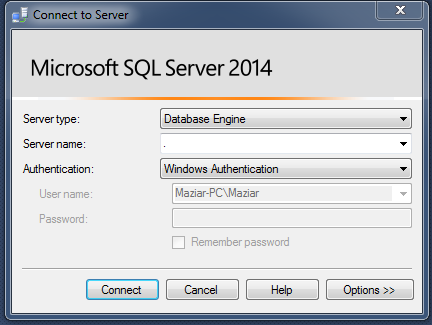 Connect to Server
Microsoft SQL Server 2014
Server type: Database Engine
Server name: .
Authentication: Windows Authentication
User name: Maziar-PC\Maziar
Password:
Remember password
Connect Cancel Help Options >>